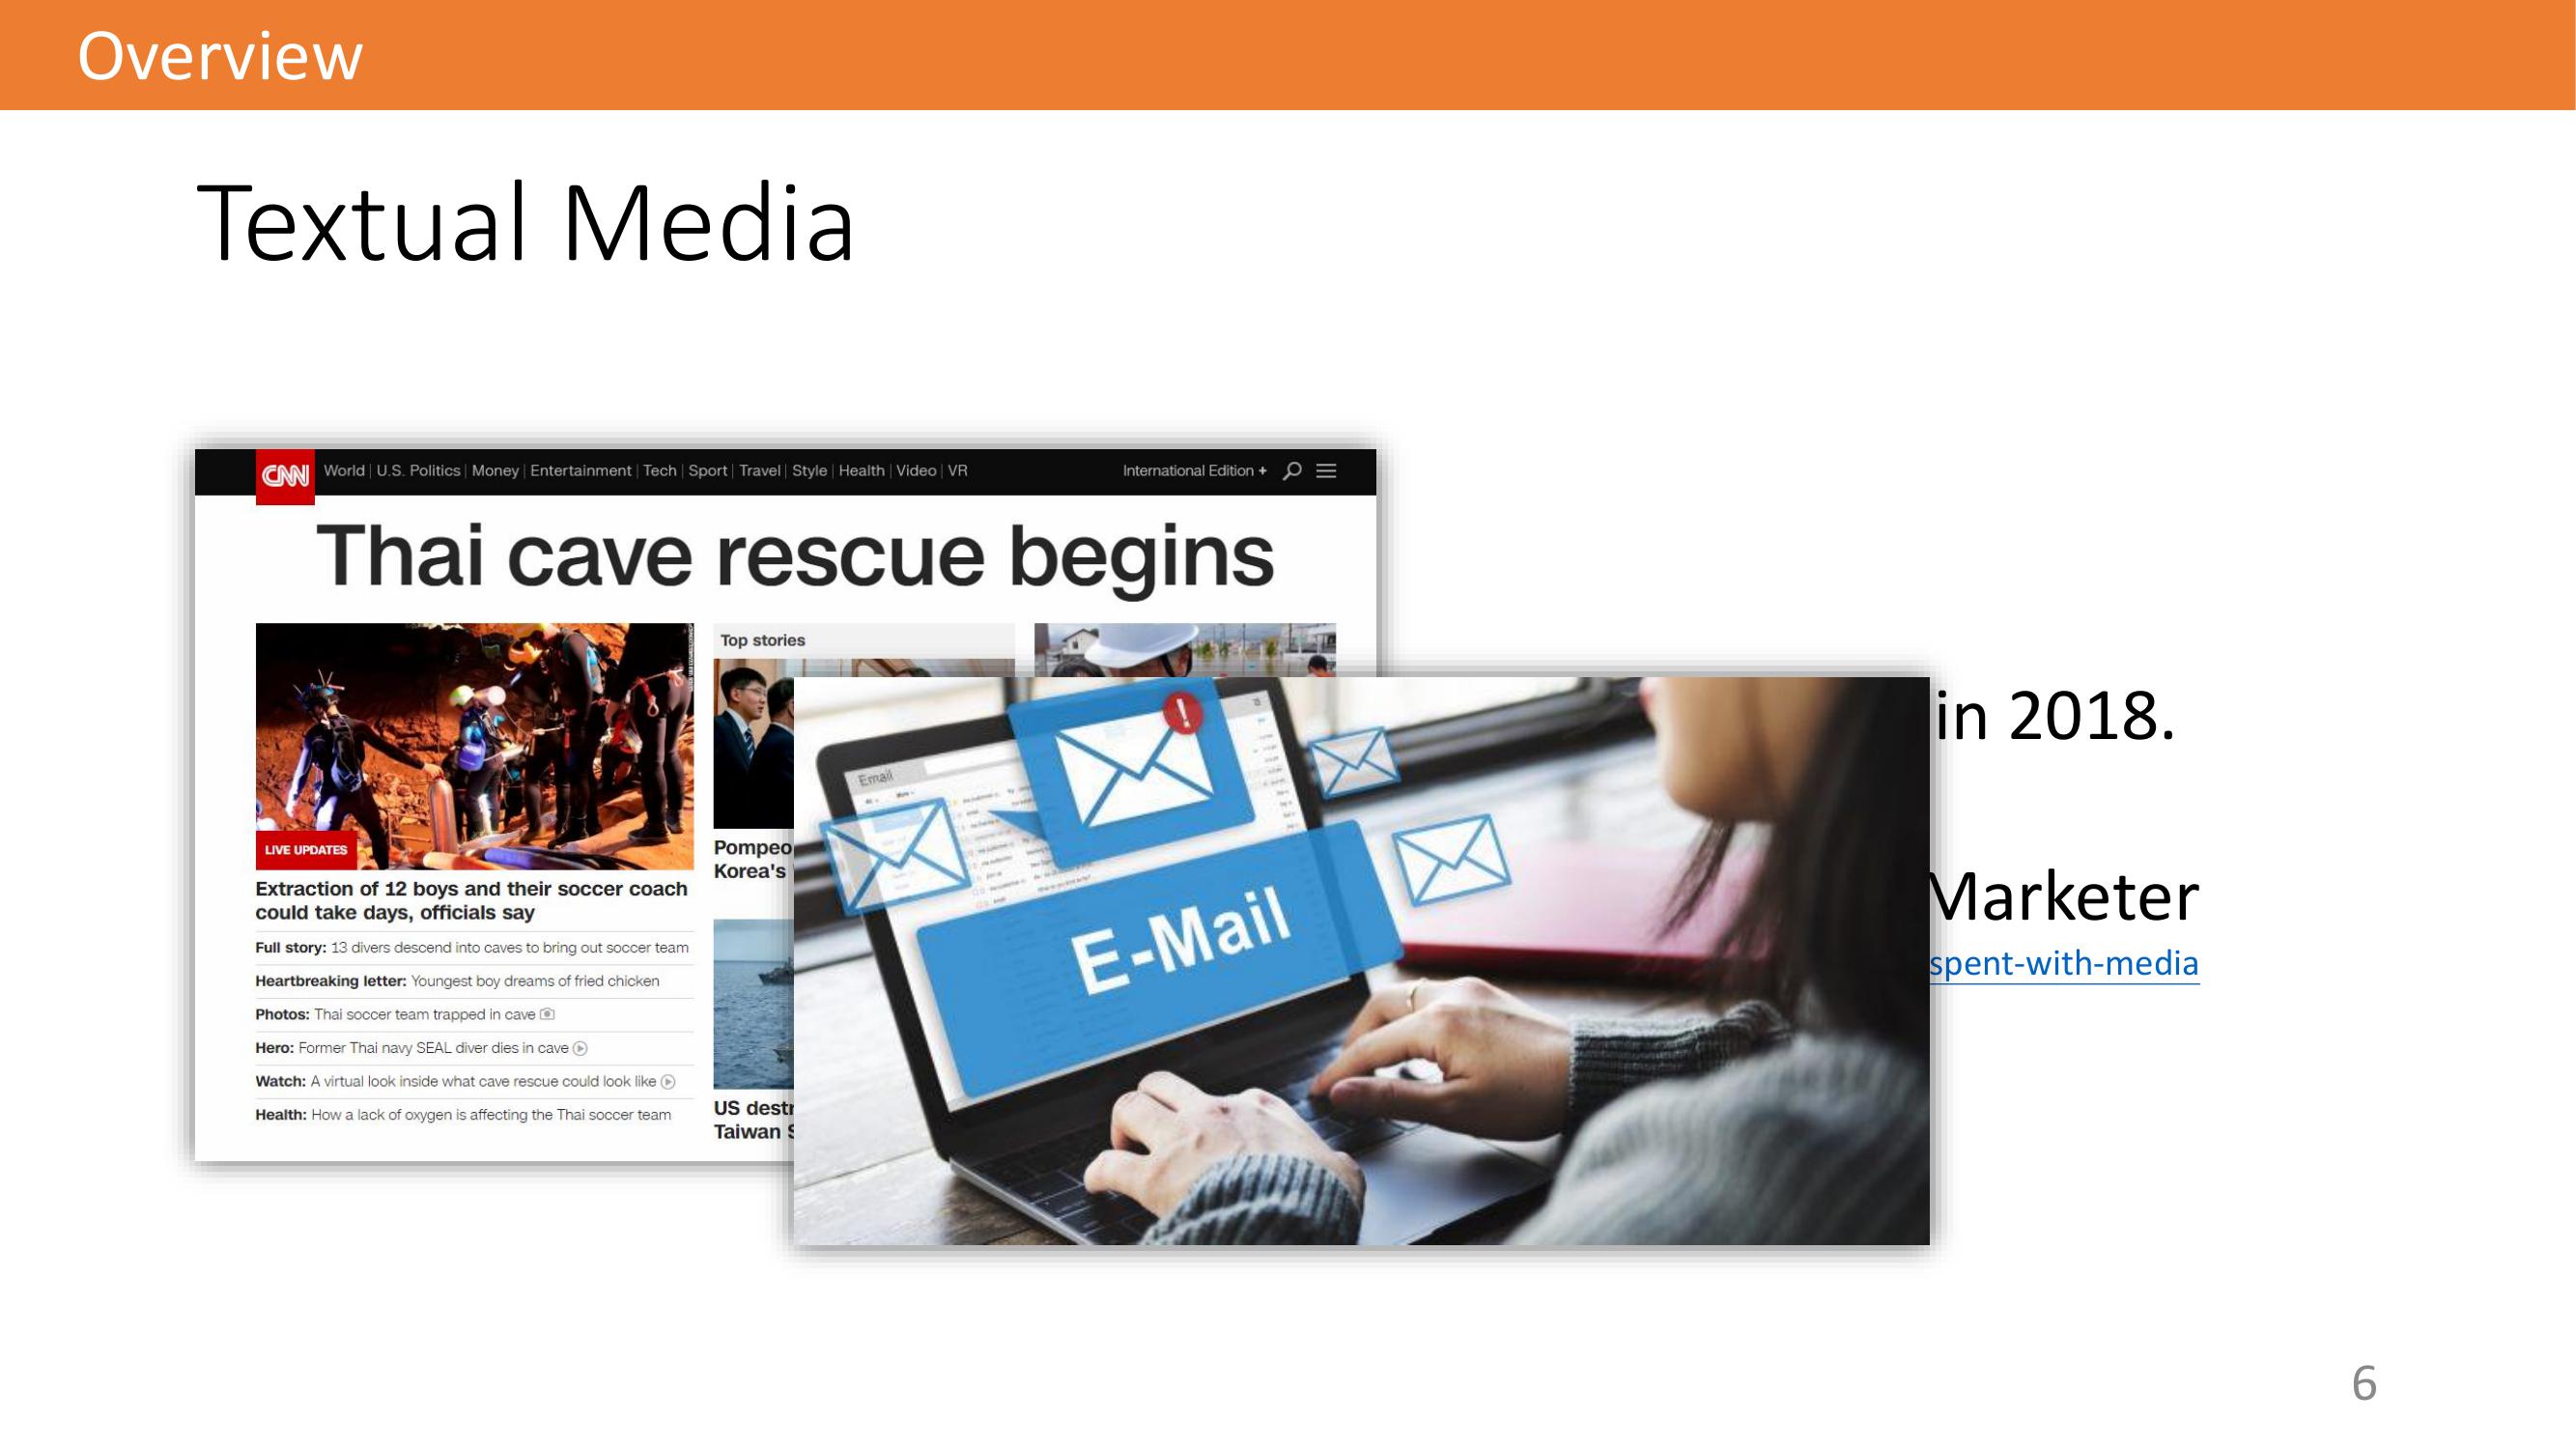 Overview
Textual Media
CNN World | U.S. Politics | Money | Entertainment | Tech | Sport | Travel | Style | Health | Video | VR International Edition +
Thai cave rescue begins
LIVE UPDATES
Extraction of 12 boys and their soccer coach
could take days, officials say
Full story: 13 divers descend into caves to bring out soccer team
Heartbreaking letter: Youngest boy dreams of fried chicken
Photos: Thai soccer team trapped in cave
Hero: Former Thai navy SEAL diver dies in cave
Watch: A virtual look inside what cave rescue could look like
Health: How a lack of oxygen is affecting the Thai soccer team
Top stories
Pompeo
Korea's
US destr
Taiwan S
Email
E-Mail
in 2018.
Marketer
spent-with-media
6